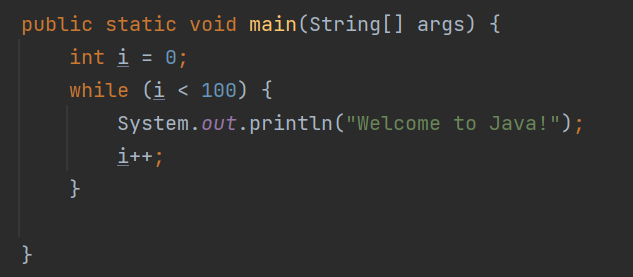 public static void main(String[] args) {
    int i = 0;
    while (i < 100) {
        System.out.println("Welcome to Java!");
        i++;
    }
}